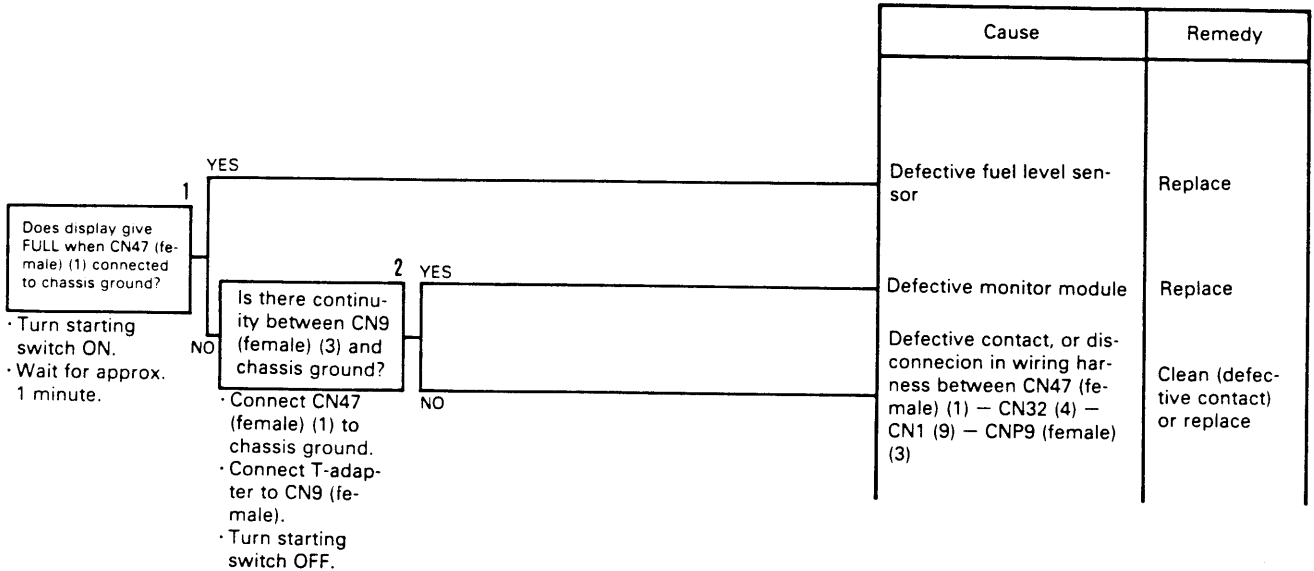 Cause
Remedy
YES
1
Does display give
FULL when CN47 (fe-
male) (1) connected
to chassis ground?
· Turn starting
switch ON.
· Wait for approx.
1 minute.
NO
2
YES
Is there continu-
ity between CN9
(female) (3) and
chassis ground?
NO
· Connect CN47
(female) (1) to
chassis ground.
· Connect T-adap-
ter to CN9 (fe-
male).
· Turn starting
switch OFF.
Defective fuel level sen-
sor
Replace
Defective monitor module
Replace
Defective contact, or dis-
connecion in wiring har-
ness between CN47 (fe-
male) (1) — CN32 (4) —
CN1 (9) — CNP9 (female)
(3)
Clean (defec-
tive contact)
or replace